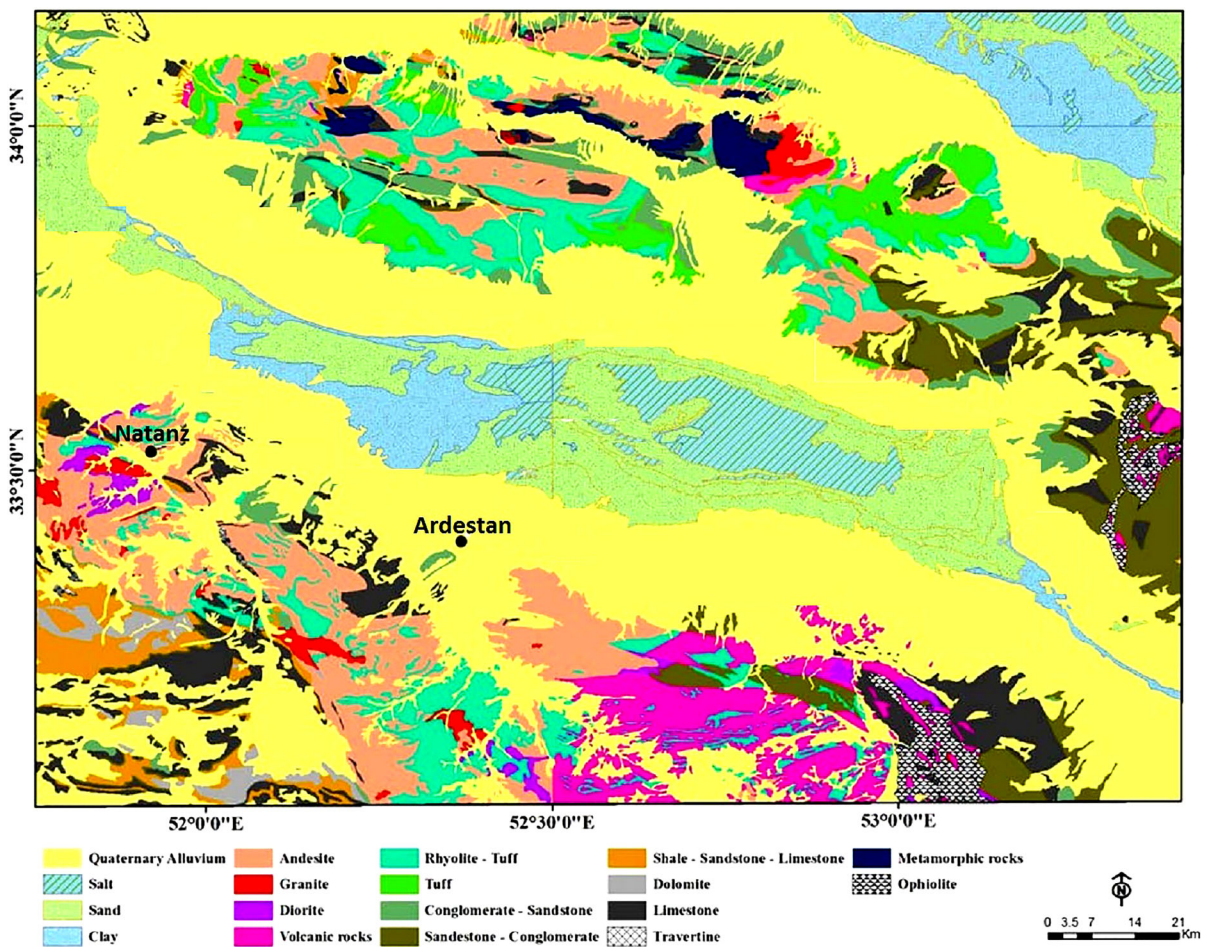 34°0'0"N
Natanz
33°30'0"N
Ardestan
52°0'0"E
52°30'0"E
53°0'0"E
Quaternary Alluvium
Andesite
Rhyolite - Tuff
Shale - Sandstone - Limestone
Metamorphic rocks
Salt
Granite
Tuff
Dolomite
Ophiolite
Sand
Diorite
Conglomerate - Sandstone
Limestone
Clay
Volcanic rocks
Sandestone - Conglomerate
Travertine
N
0 3.5 7 14 21
Km